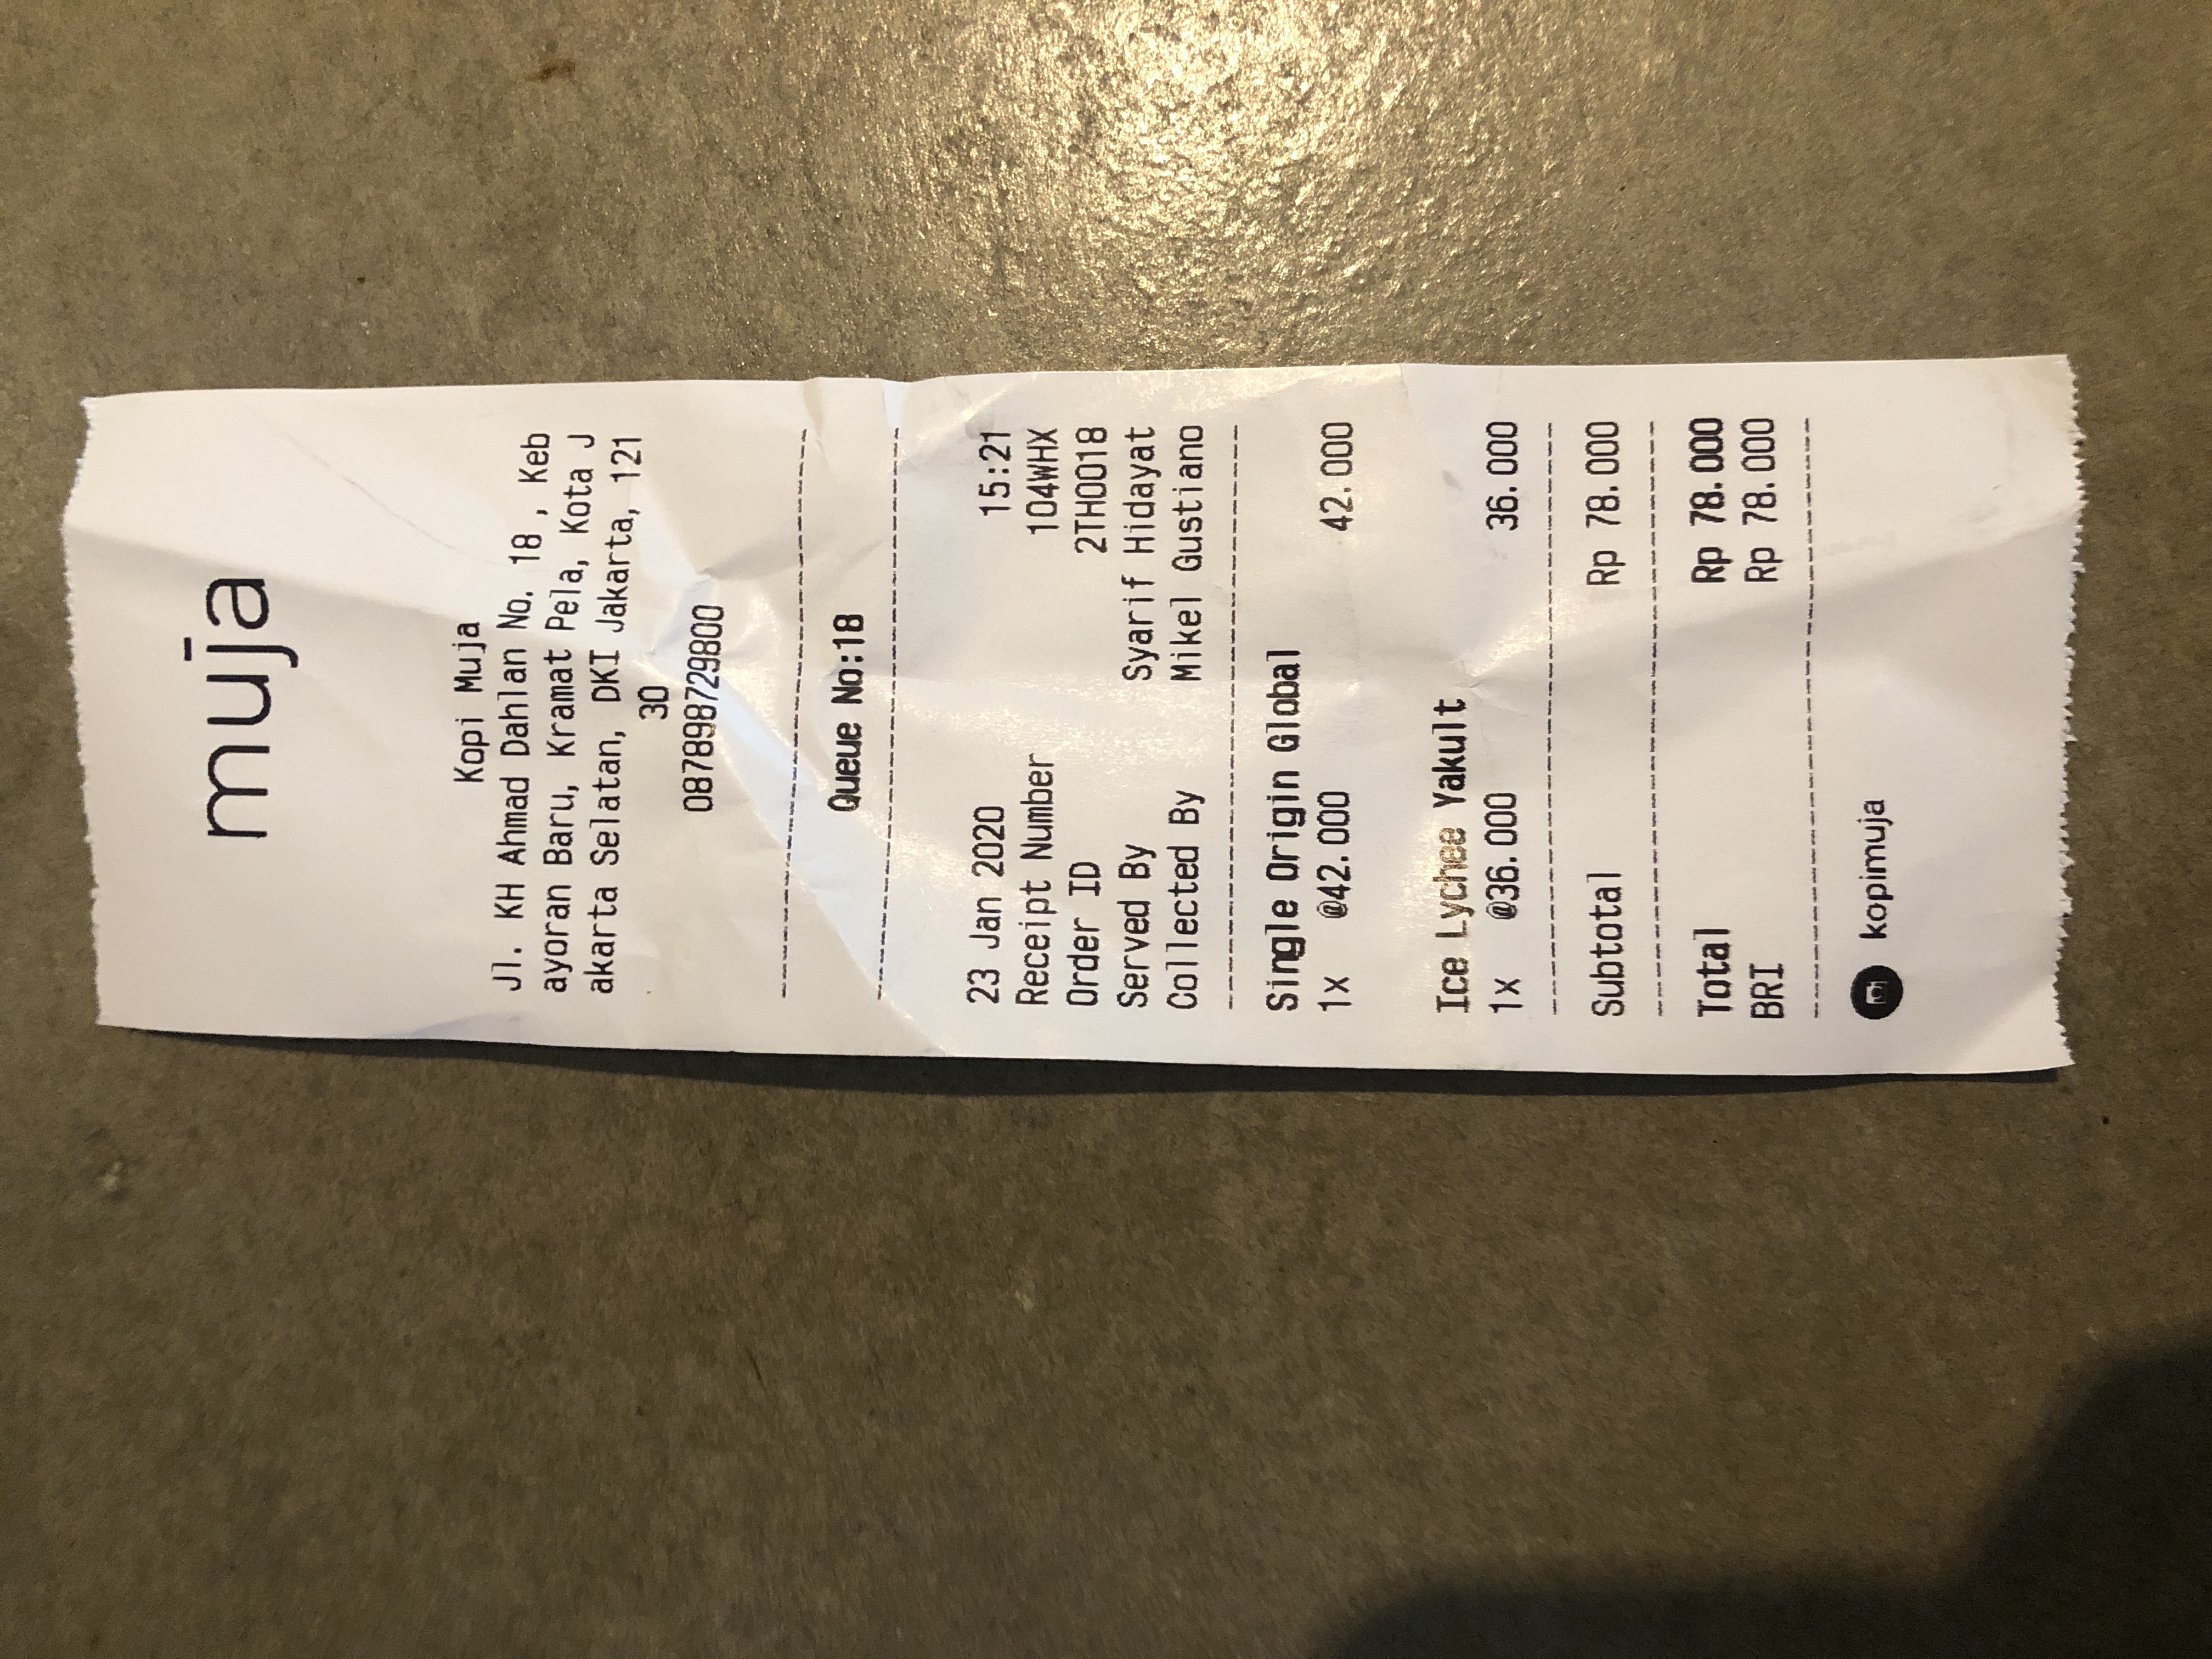 muja
Kopi Muja
Jl. KH Ahmad Dahlan No. 18 , Keb
ayoran Baru, Kramat Pela, Kota J
akarta Selatan, DKI Jakarta, 121
30
087898729800
Queue No:18
23 Jan 2020 15:21
Receipt Number 104WHX
Order ID 2TH0018
Served By Syarif Hidayat
Collected By Mikel Gustiano
Single Origin Global
1x @42.000 42.000
Ice Lychee Yakult
1x @36.000 36.000
Subtotal Rp 78.000
Total Rp 78.000
BRI Rp 78.000
kopimuja